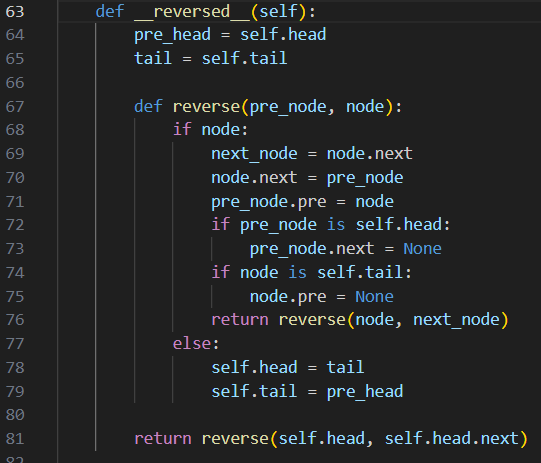 63 def __reversed__(self):
64 pre_head = self.head
65 tail = self.tail
66
67 def reverse(pre_node, node):
68 if node:
69 next_node = node.next
70 node.next = pre_node
71 pre_node.pre = node
72 if pre_node is self.head:
73 pre_node.next = None
74 if node is self.tail:
75 node.pre = None
76 return reverse(node, next_node)
77 else:
78 self.head = tail
79 self.tail = pre_head
80
81 return reverse(self.head, self.head.next)
82